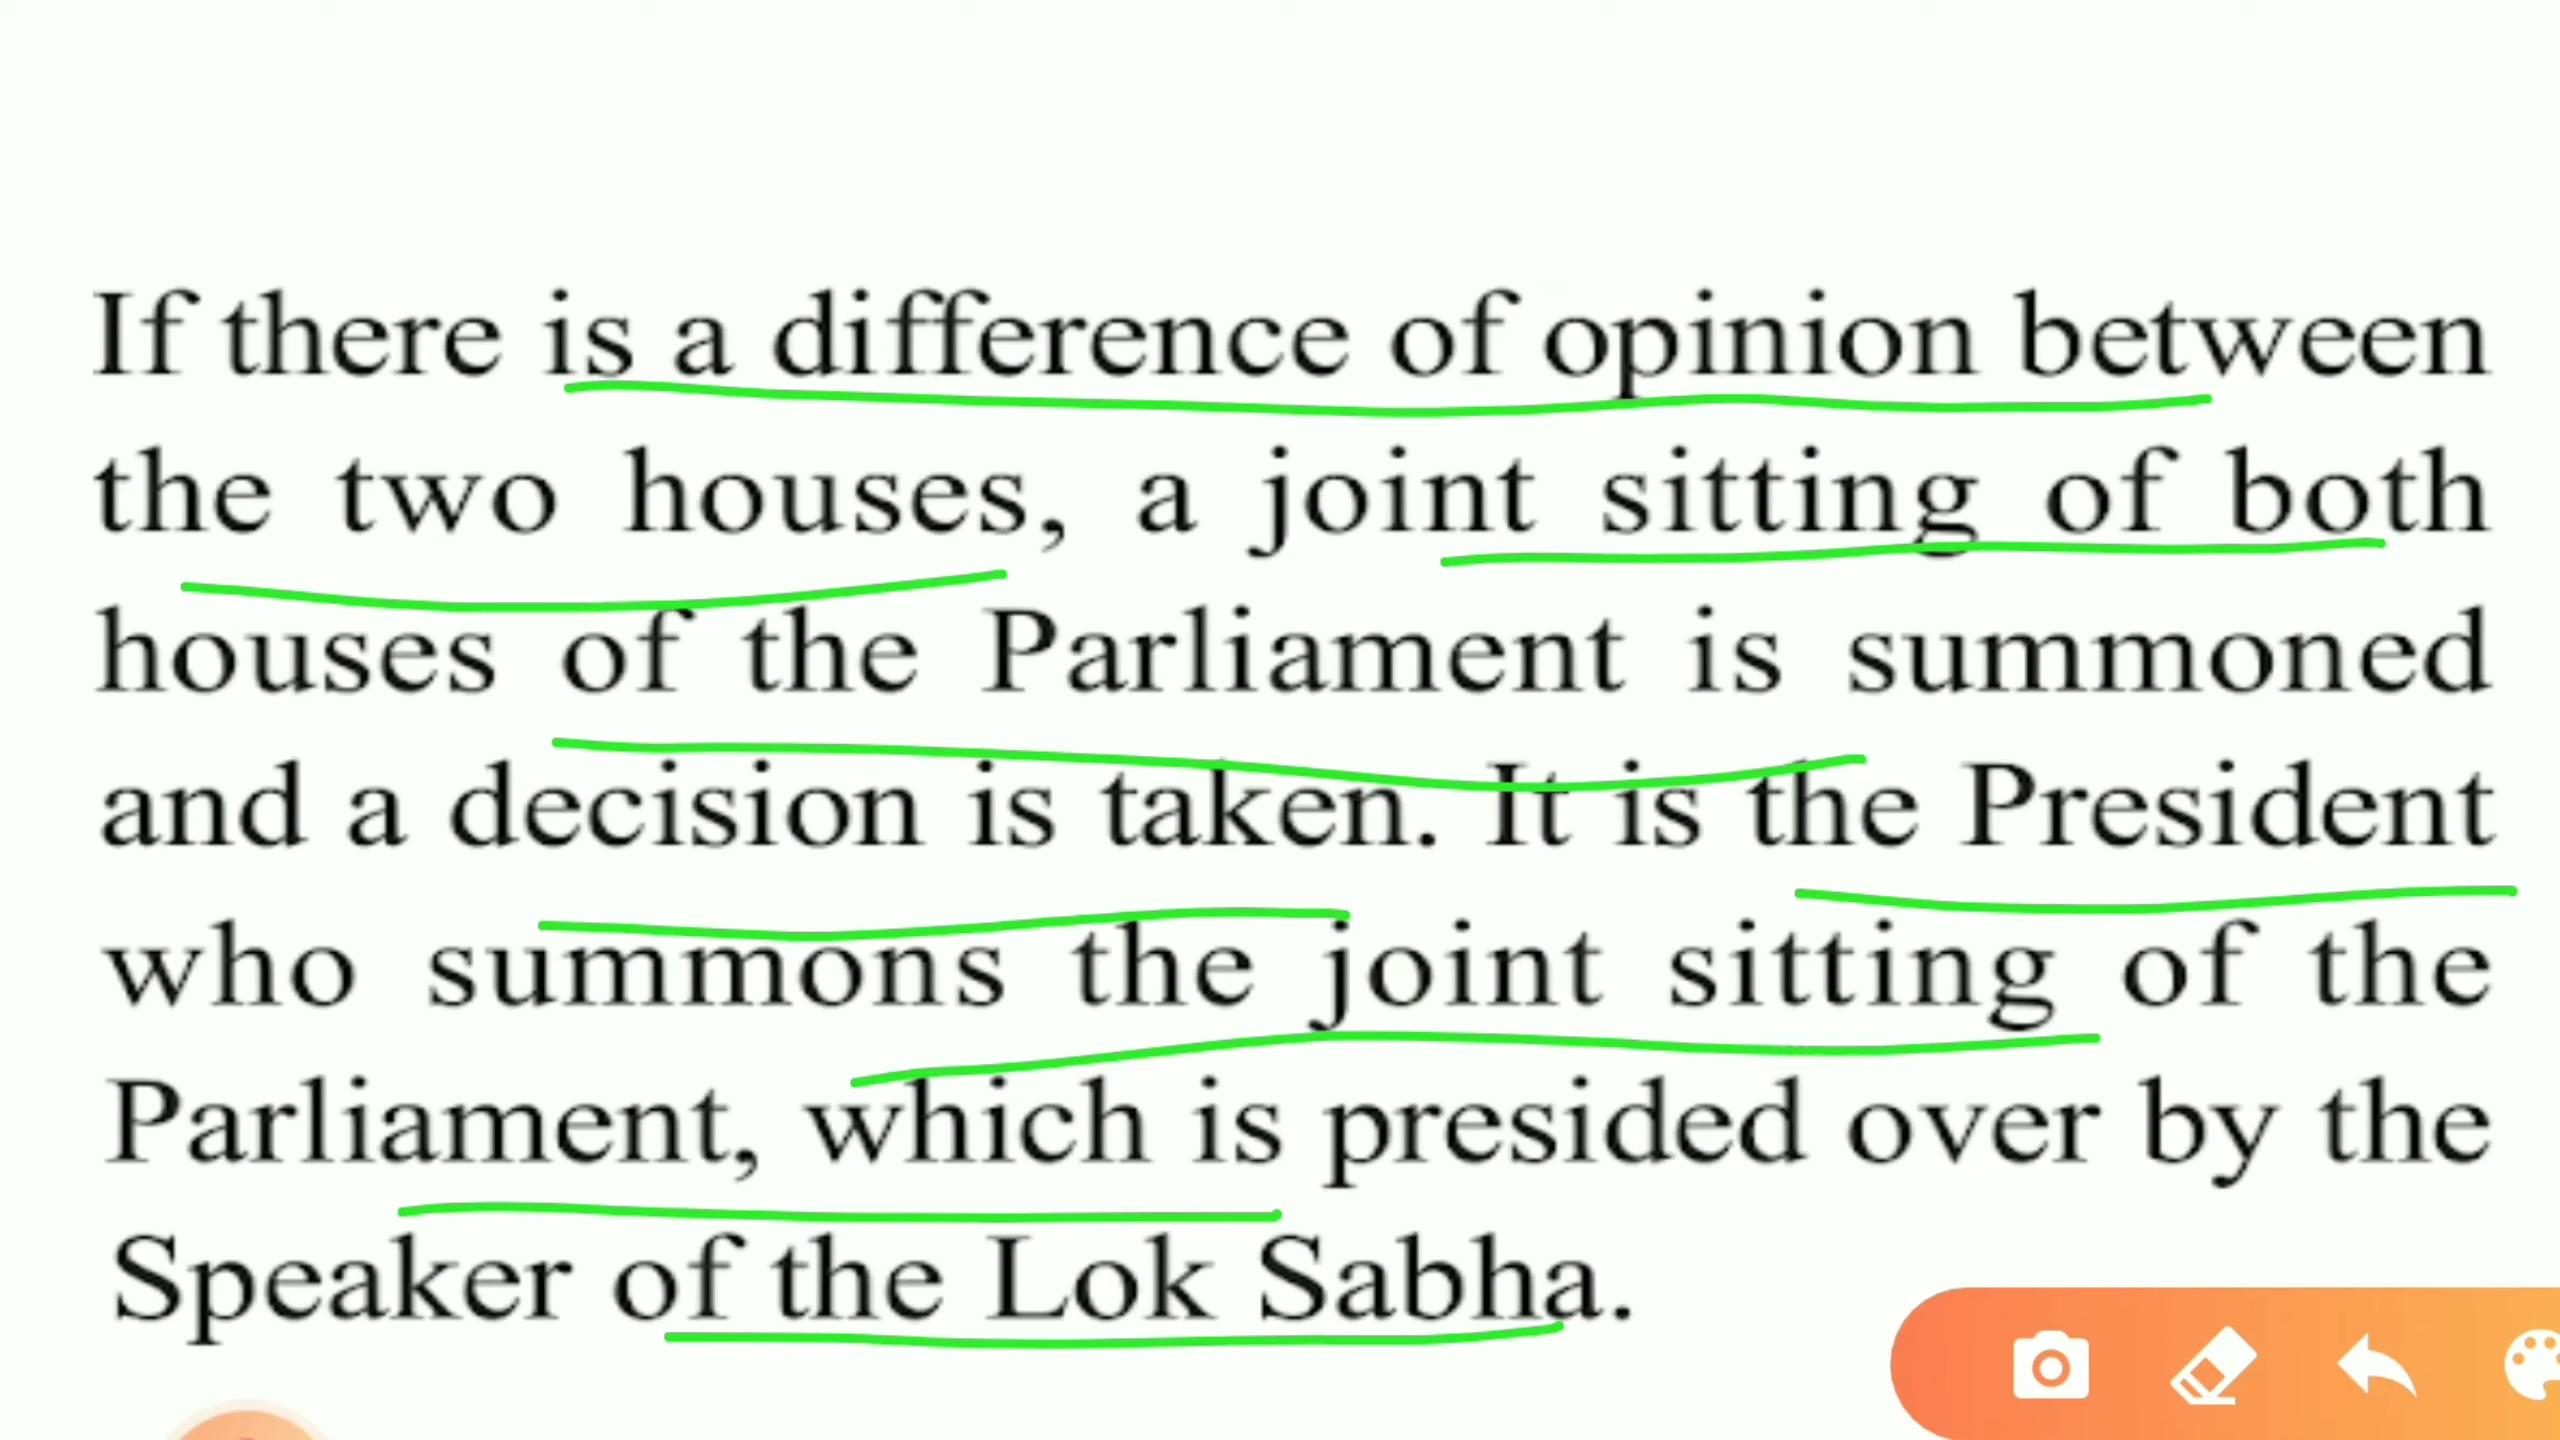 If there is a difference of opinion between
the two houses, a joint sitting of both
houses of the Parliament is summoned
and a decision is taken. It is the President
who summons the joint sitting of the
Parliament, which is presided over by the
Speaker of the Lok Sabha.